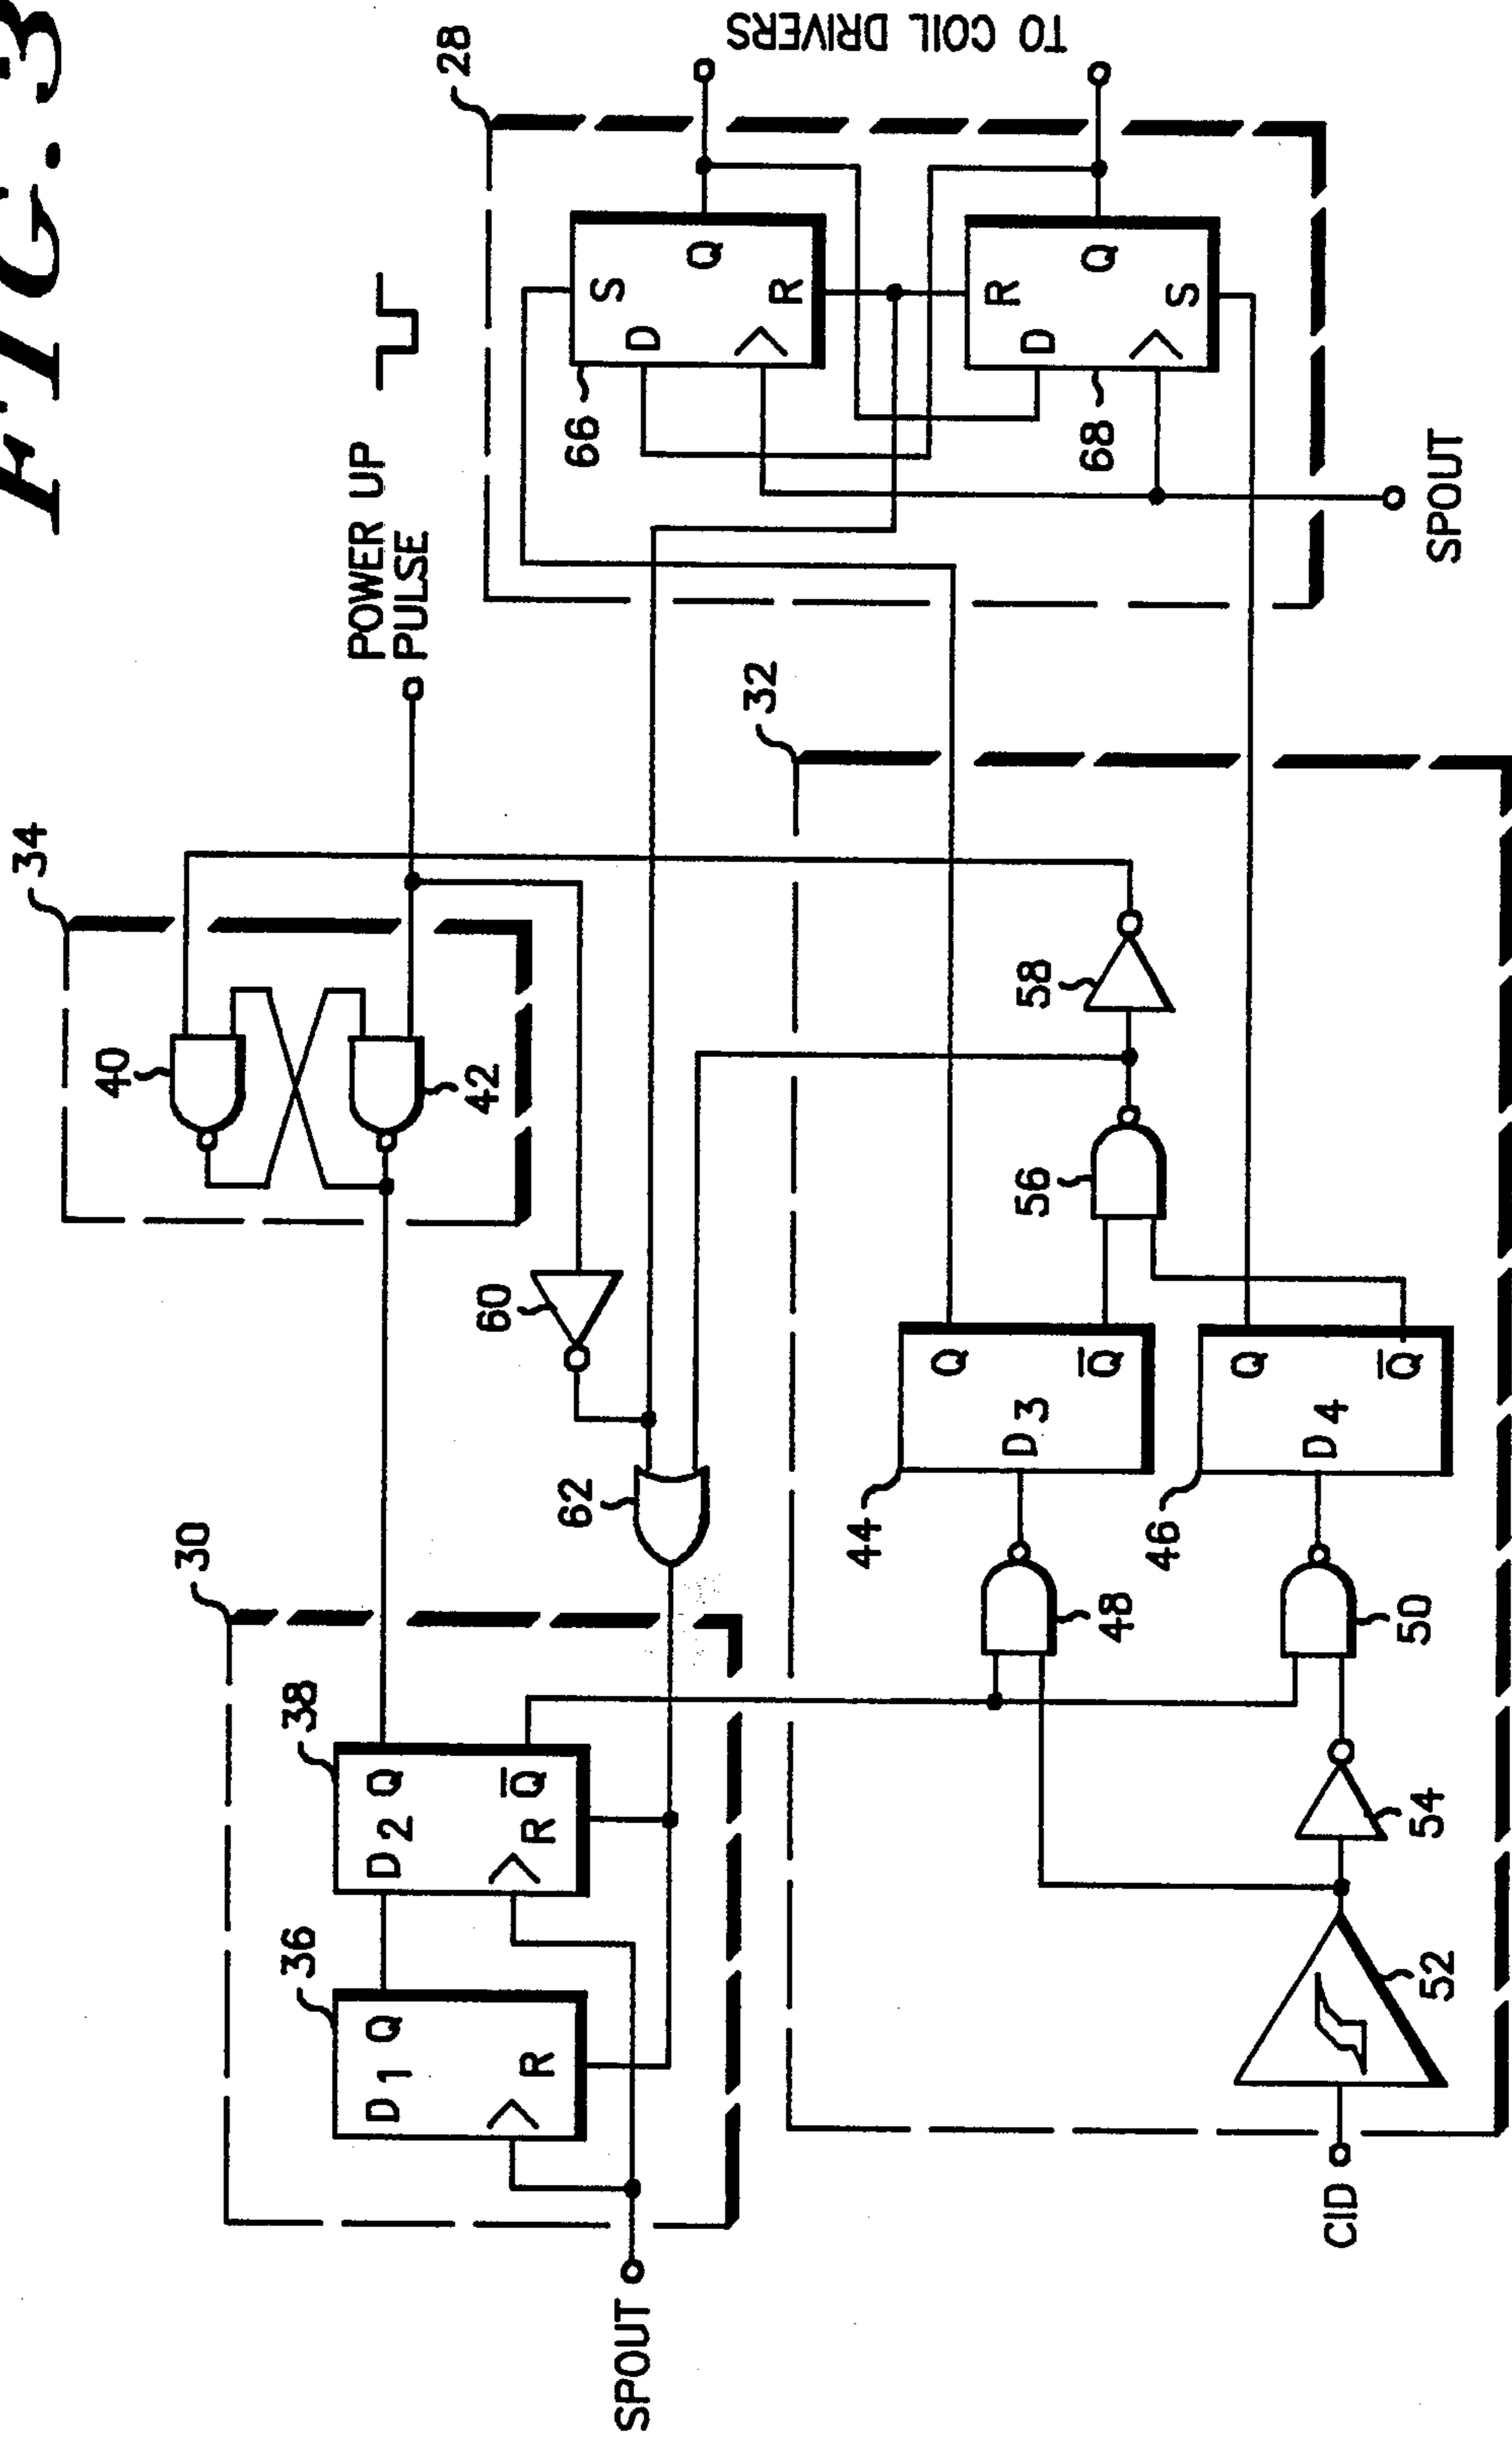 FIG. 3
34
POWER UP
PULSE
28
TO COIL DRIVERS
40
42
30
38
36
D1 Q
R
D2 Q
Q̅
R
60
62
32
66
S
D
Q
R
68
R
D
Q
S
SPOUT
SPOUT
44
D3
Q
Q̅
46
D4
Q
Q̅
48
50
56
58
52
54
CID